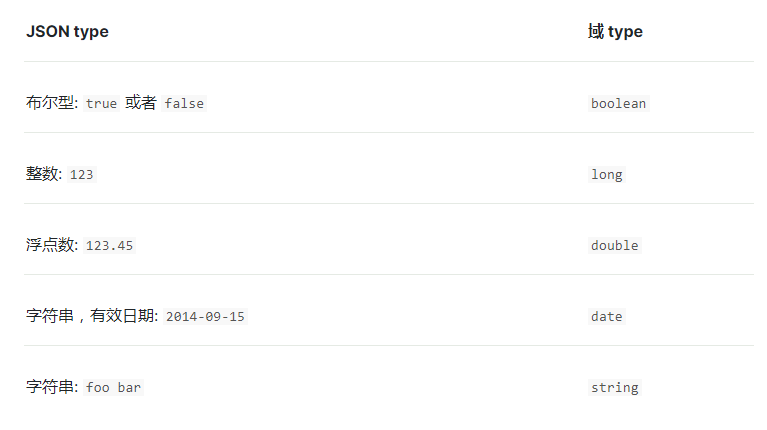 JSON type 域 type
布尔型: true 或者 false boolean
整数: 123 long
浮点数: 123.45 double
字符串，有效日期: 2014-09-15 date
字符串: foo bar string